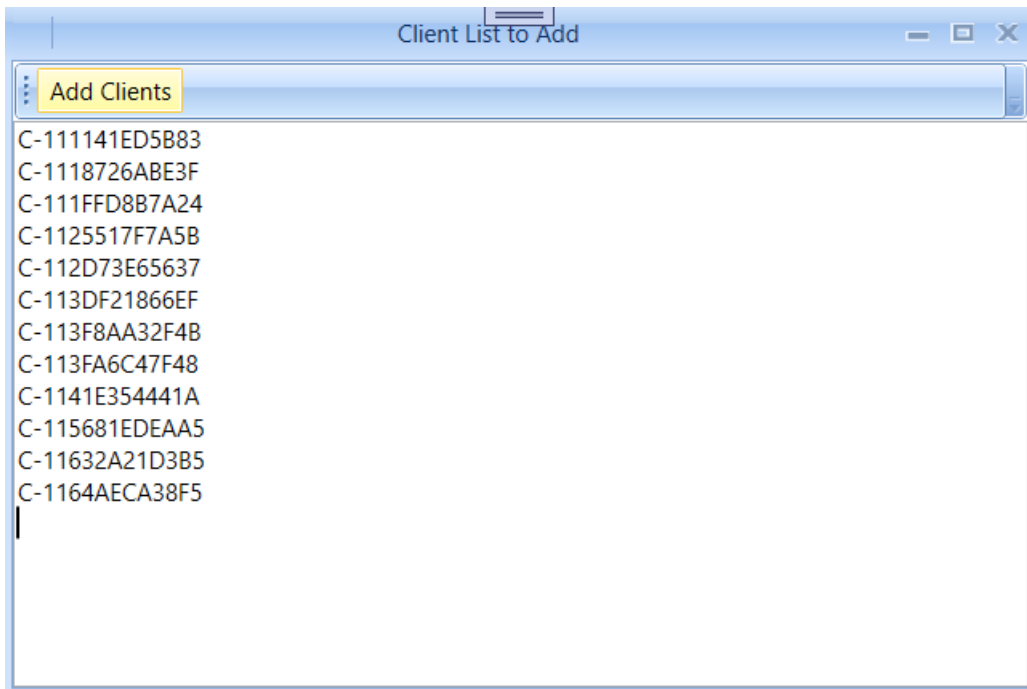 Client List to Add
Add Clients
C-111141ED5B83
C-1118726ABE3F
C-111FFD8B7A24
C-1125517F7A5B
C-112D73E65637
C-113DF21866EF
C-113F8AA32F4B
C-113FA6C47F48
C-1141E354441A
C-115681EDEAA5
C-11632A21D3B5
C-1164AECA38F5